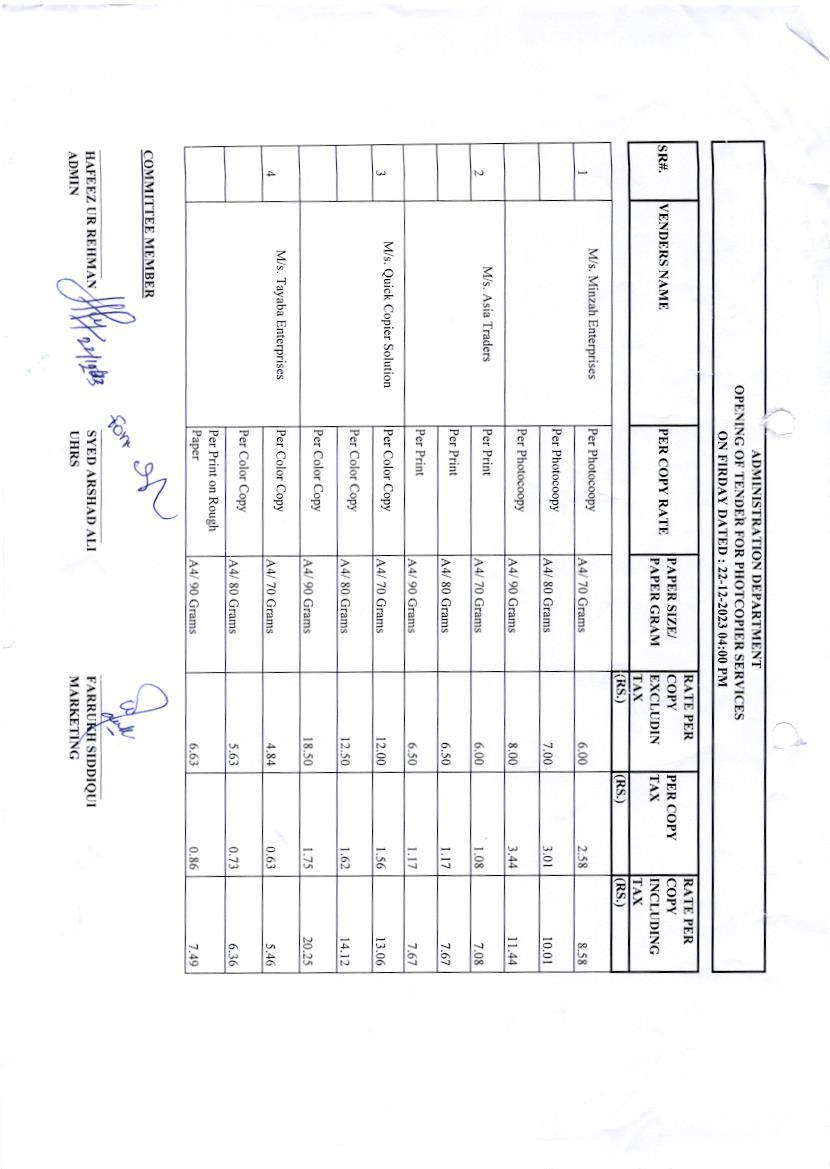 ADMINISTRATION DEPARTMENT
OPENING OF TENDER FOR PHOTCOPIER SERVICES
ON FIRDAY DATED : 22-12-2023 04:00 PM
SR#. VENDERS NAME PER COPY RATE PAPER SIZE/ PAPER GRAM RATE PER COPY EXCLUDIN TAX PER COPY TAX RATE PER COPY INCLUDING TAX
(RS.) (RS.) (RS.)
1 M/s. Minzah Enterprises Per Photocoopy A4/ 70 Grams 6.00 2.58 8.58
Per Photocoopy A4/ 80 Grams 7.00 3.01 10.01
Per Photocoopy A4/ 90 Grams 8.00 3.44 11.44
2 M/s. Asia Traders Per Print A4/ 70 Grams 6.00 1.08 7.08
Per Print A4/ 80 Grams 6.50 1.17 7.67
Per Print A4/ 90 Grams 6.50 1.17 7.67
3 M/s. Quick Copier Solution Per Color Copy A4/ 70 Grams 12.00 1.56 13.06
Per Color Copy A4/ 80 Grams 12.50 1.62 14.12
Per Color Copy A4/ 90 Grams 18.50 1.75 20.25
4 M/s. Tayaba Enterprises Per Color Copy A4/ 70 Grams 4.84 0.63 5.46
Per Color Copy A4/ 80 Grams 5.63 0.73 6.36
Per Print on Rough
Paper A4/ 90 Grams 6.63 0.86 7.49
COMMITTEE MEMBER
HAFEEZ UR REHMAN SYED ARSHAD ALI FARRUKH SIDDIQUI
ADMIN UHRS MARKETING